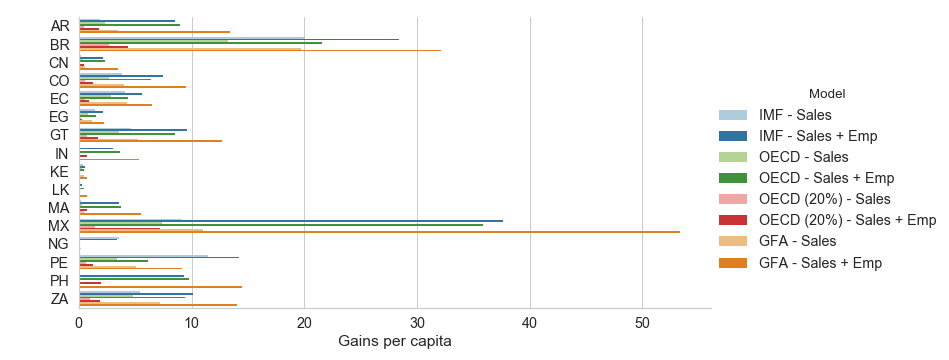 AR
BR
CN
CO
EC
EG
GT
IN
KE
LK
MA
MX
NG
PE
PH
ZA
0 10 20 30 40 50
Gains per capita
Model
IMF - Sales
IMF - Sales + Emp
OECD - Sales
OECD - Sales + Emp
OECD (20%) - Sales
OECD (20%) - Sales + Emp
GFA - Sales
GFA - Sales + Emp